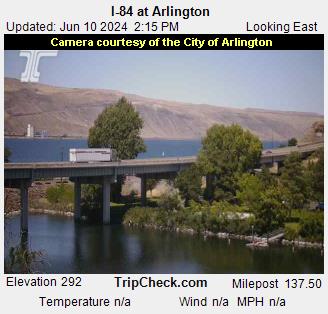 I-84 at Arlington
Updated: Jun 10 2024 2:15 PM Looking East
Camera courtesy of the City of Arlington
Elevation 292 TripCheck.com Milepost 137.50
Temperature n/a Wind n/a MPH n/a